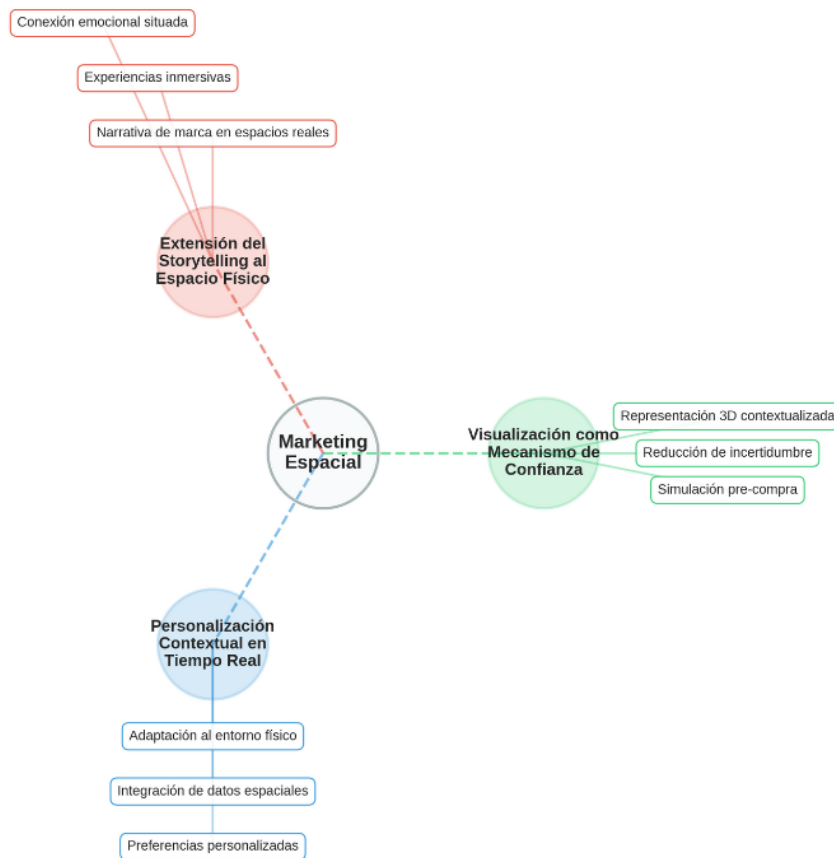 Conexión emocional situada
Experiencias inmersivas
Narrativa de marca en espacios reales
Extensión del
Storytelling al
Espacio Físico
Marketing
Espacial
Visualización como
Mecanismo de
Confianza
Representación 3D contextualizada
Reducción de incertidumbre
Simulación pre-compra
Personalización
Contextual en
Tiempo Real
Adaptación al entorno físico
Integración de datos espaciales
Preferencias personalizadas